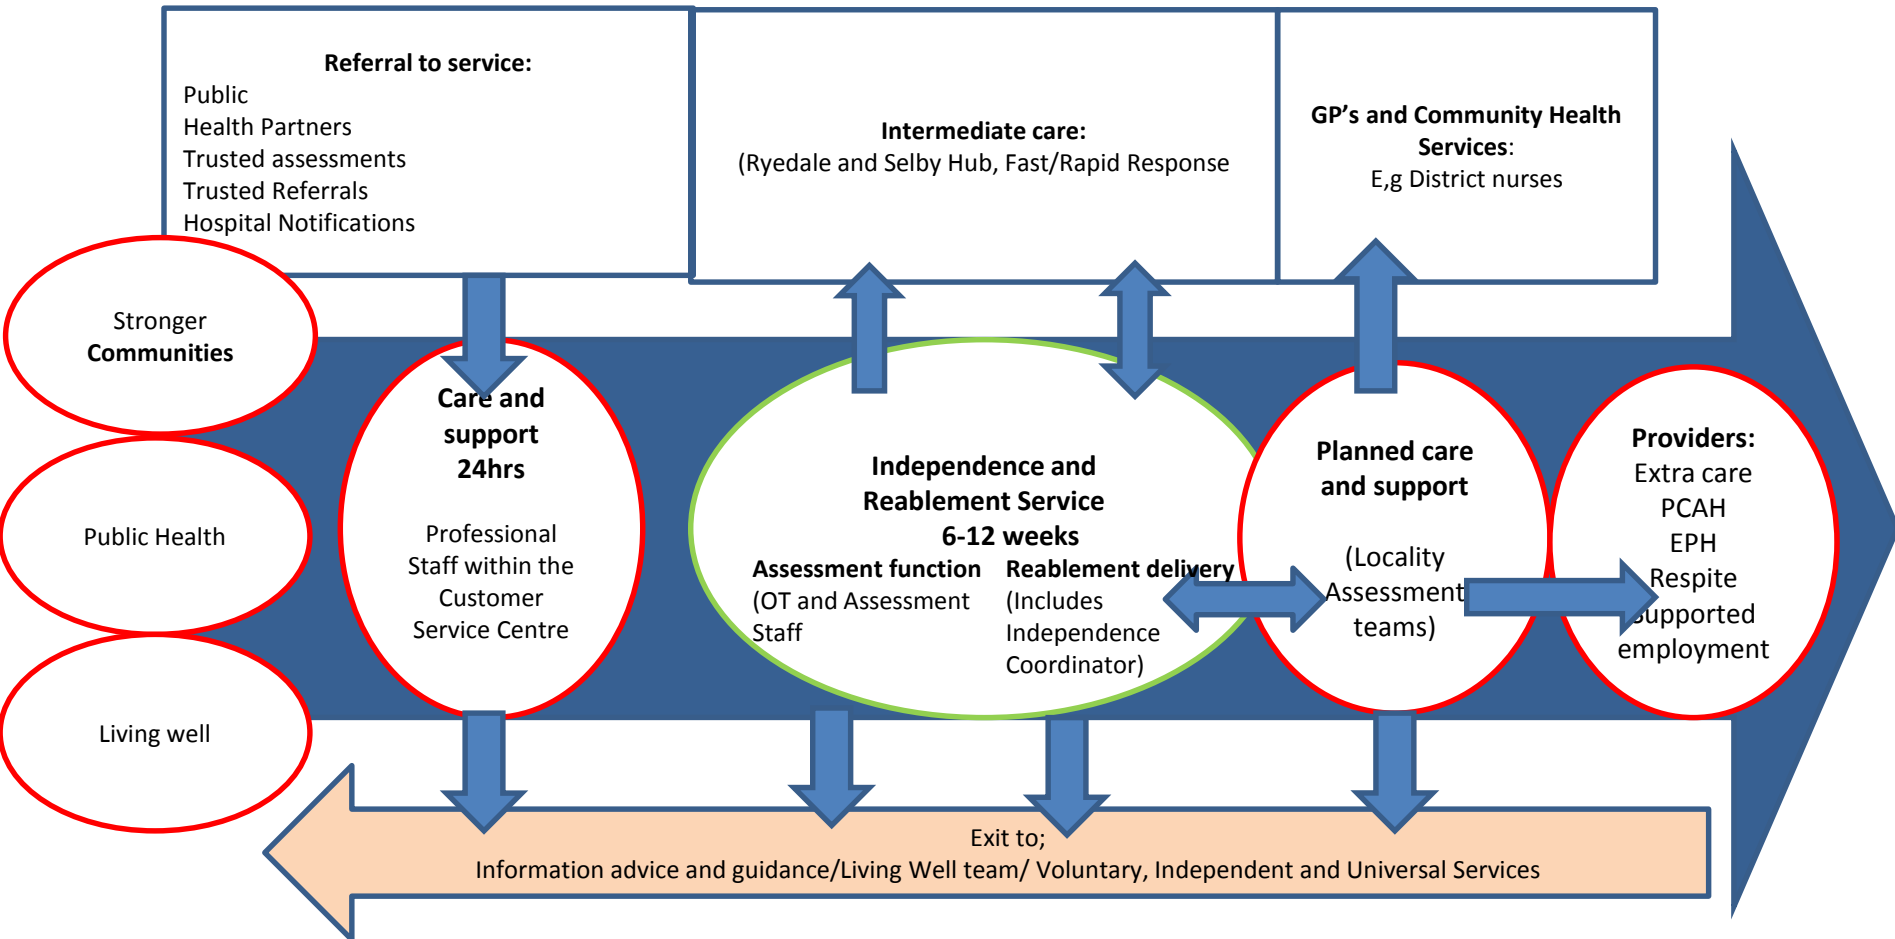 Referral to service:
Public
Health Partners
Trusted assessments
Trusted Referrals
Hospital Notifications
Intermediate care:
(Ryedale and Selby Hub, Fast/Rapid Response
GP’s and Community Health
Services:
E,g District nurses
Stronger
Communities
Public Health
Living well
Care and
support
24hrs
Professional
Staff within the
Customer
Service Centre
Independence and
Reablement Service
6-12 weeks
Assessment function
(OT and Assessment
Staff
Reablement delivery
(Includes
Independence
Coordinator)
Planned care
and support
(Locality
Assessment
teams)
Providers:
Extra care
PCAH
EPH
Respite
Supported
employment
Exit to;
Information advice and guidance/Living Well team/ Voluntary, Independent and Universal Services